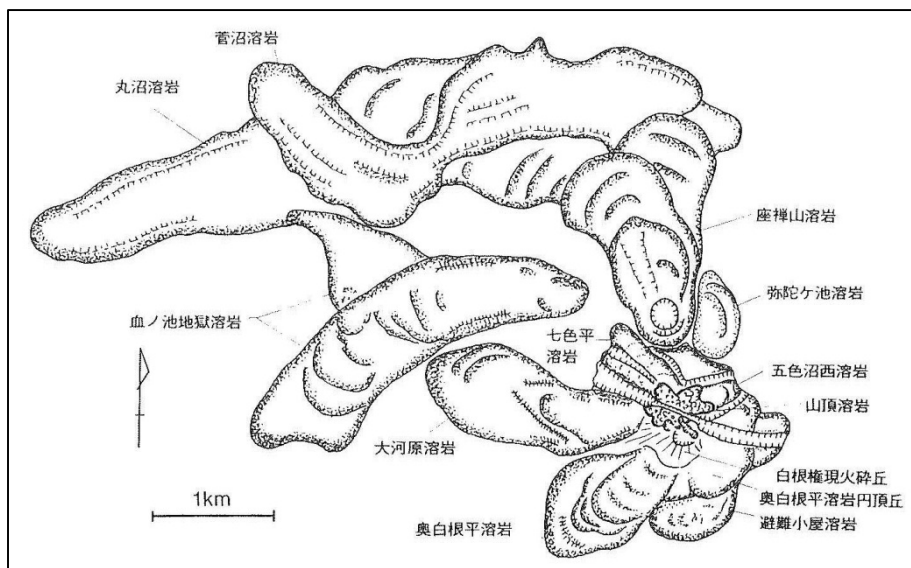 菅沼溶岩
丸沼溶岩
座禅山溶岩
弥陀ケ池溶岩
血ノ池地獄溶岩
七色平
溶岩
五色沼西溶岩
山頂溶岩
大河原溶岩
白根権現火砕丘
奥白根平溶岩円頂丘
避難小屋溶岩
奥白根平溶岩
1km